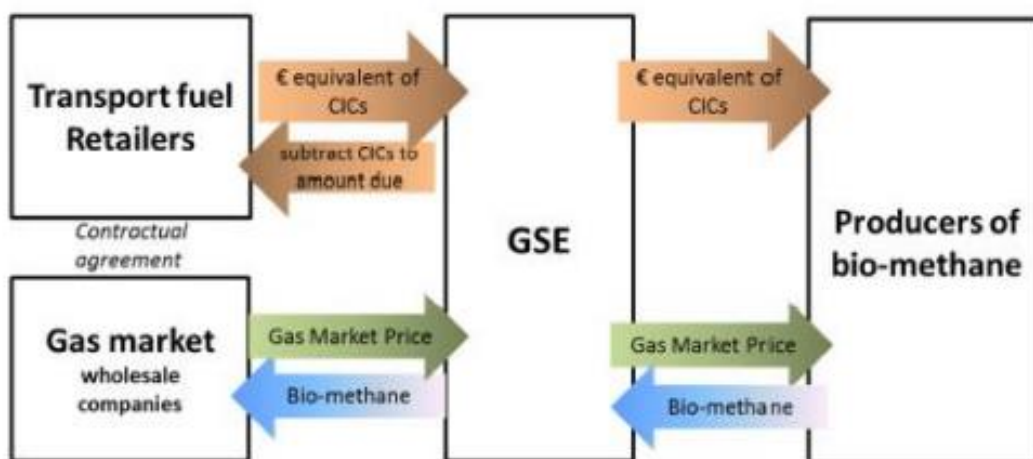 Transport fuel
Retailers
€ equivalent of
CICs
subtract CICs to
amount due
Contractual
agreement
Gas market
wholesale
companies
Gas Market Price
Bio-methane
GSE
€ equivalent of
CICs
Gas Market Price
Bio-methane
Producers of
bio-methane